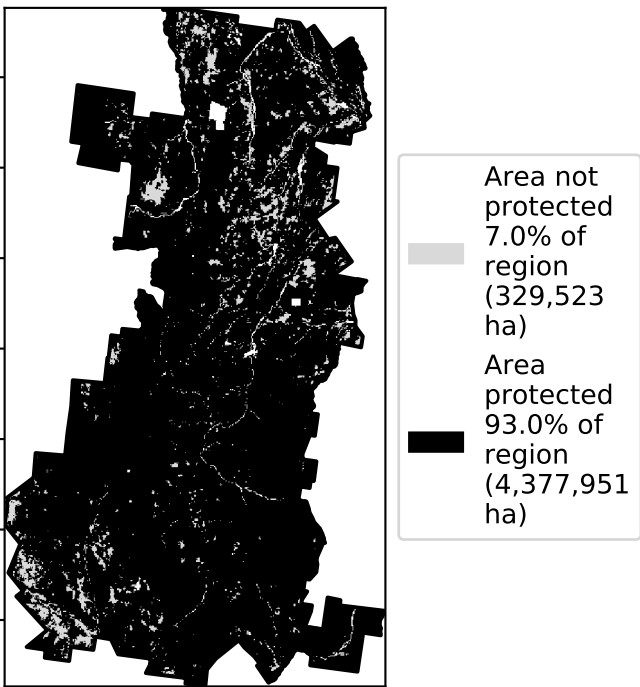 Area not
protected
7.0% of
region
(329,523
ha)
Area
protected
93.0% of
region
(4,377,951
ha)